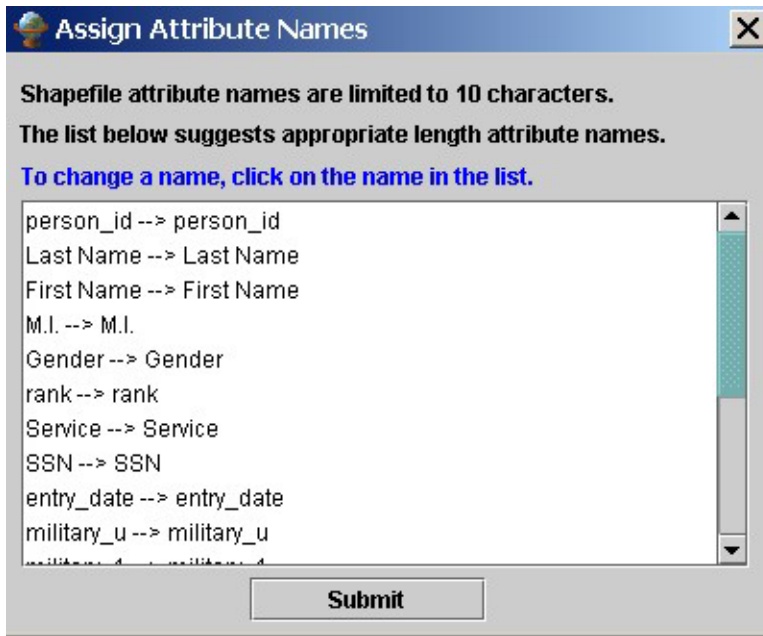 Assign Attribute Names
Shapefile attribute names are limited to 10 characters.
The list below suggests appropriate length attribute names.
To change a name, click on the name in the list.
person_id --> person_id
Last Name --> Last Name
First Name --> First Name
M.I. --> M.I.
Gender --> Gender
rank --> rank
Service --> Service
SSN --> SSN
entry_date --> entry_date
military_u --> military_u
Submit